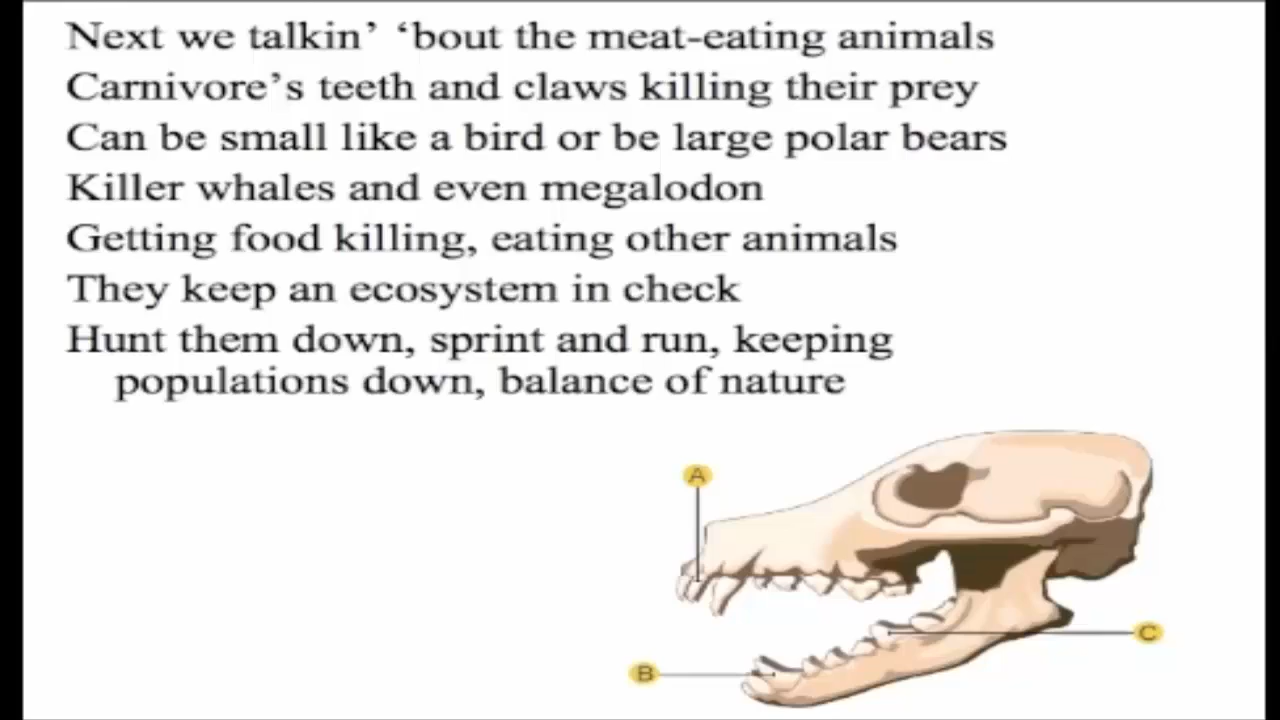 Next we talkin’ ‘bout the meat-eating animals
Carnivore’s teeth and claws killing their prey
Can be small like a bird or be large polar bears
Killer whales and even megalodon
Getting food killing, eating other animals
They keep an ecosystem in check
Hunt them down, sprint and run, keeping
populations down, balance of nature
A
C
B